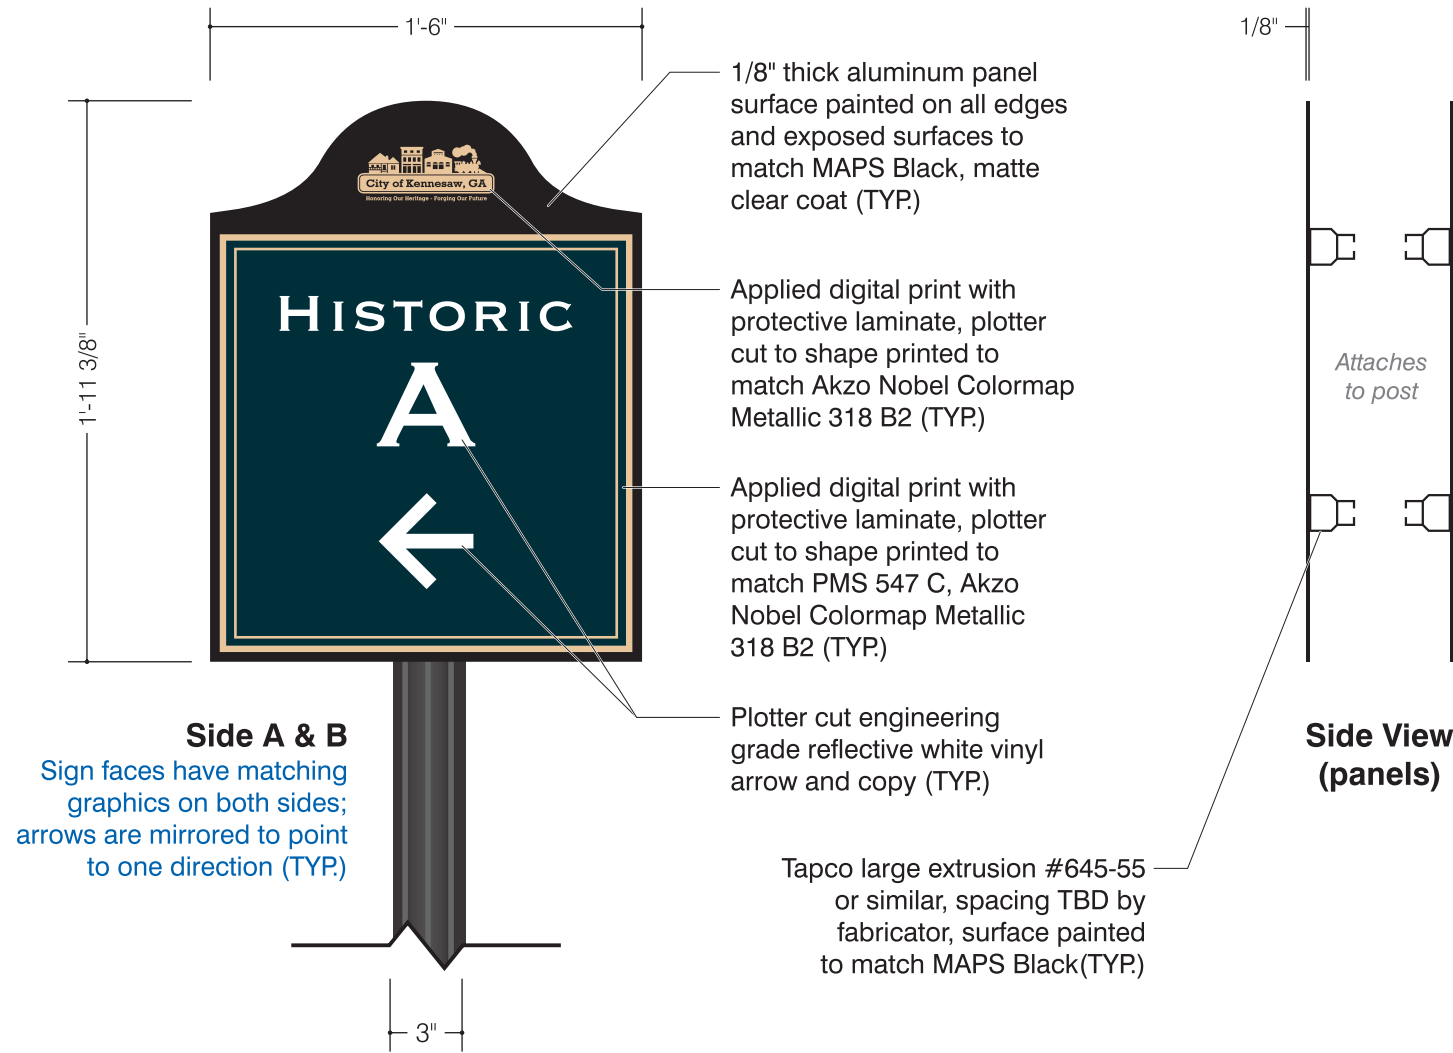 1'-6"
1/8"
1/8" thick aluminum panel
surface painted on all edges
and exposed surfaces to
match MAPS Black, matte
clear coat (TYP.)
City of Kennesaw, GA
Honoring Our Heritage - Forging Our Future
Applied digital print with
protective laminate, plotter
cut to shape printed to
match Akzo Nobel Colormap
Metallic 318 B2 (TYP.)
HISTORIC
A
1'-11 3/8"
Attaches
to post
Applied digital print with
protective laminate, plotter
cut to shape printed to
match PMS 547 C, Akzo
Nobel Colormap Metallic
318 B2 (TYP.)
Plotter cut engineering
grade reflective white vinyl
arrow and copy (TYP.)
Side A & B
Sign faces have matching
graphics on both sides;
arrows are mirrored to point
to one direction (TYP.)
Side View
(panels)
Tapco large extrusion #645-55
or similar, spacing TBD by
fabricator, surface painted
to match MAPS Black(TYP.)
3"